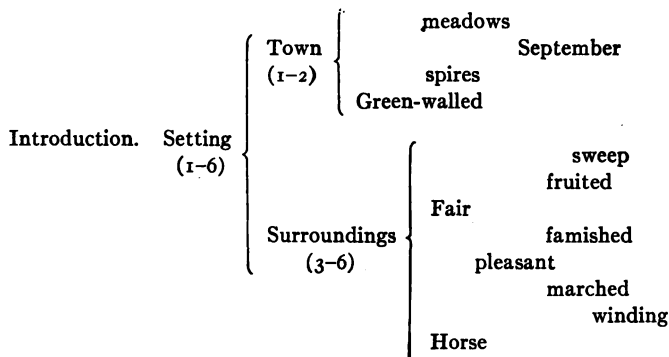 meadows
Town September
(1-2) spires
Green-walled
Introduction. Setting
(1-6)
sweep
fruited
Fair
Surroundings famished
(3-6) pleasant
marched
winding
Horse